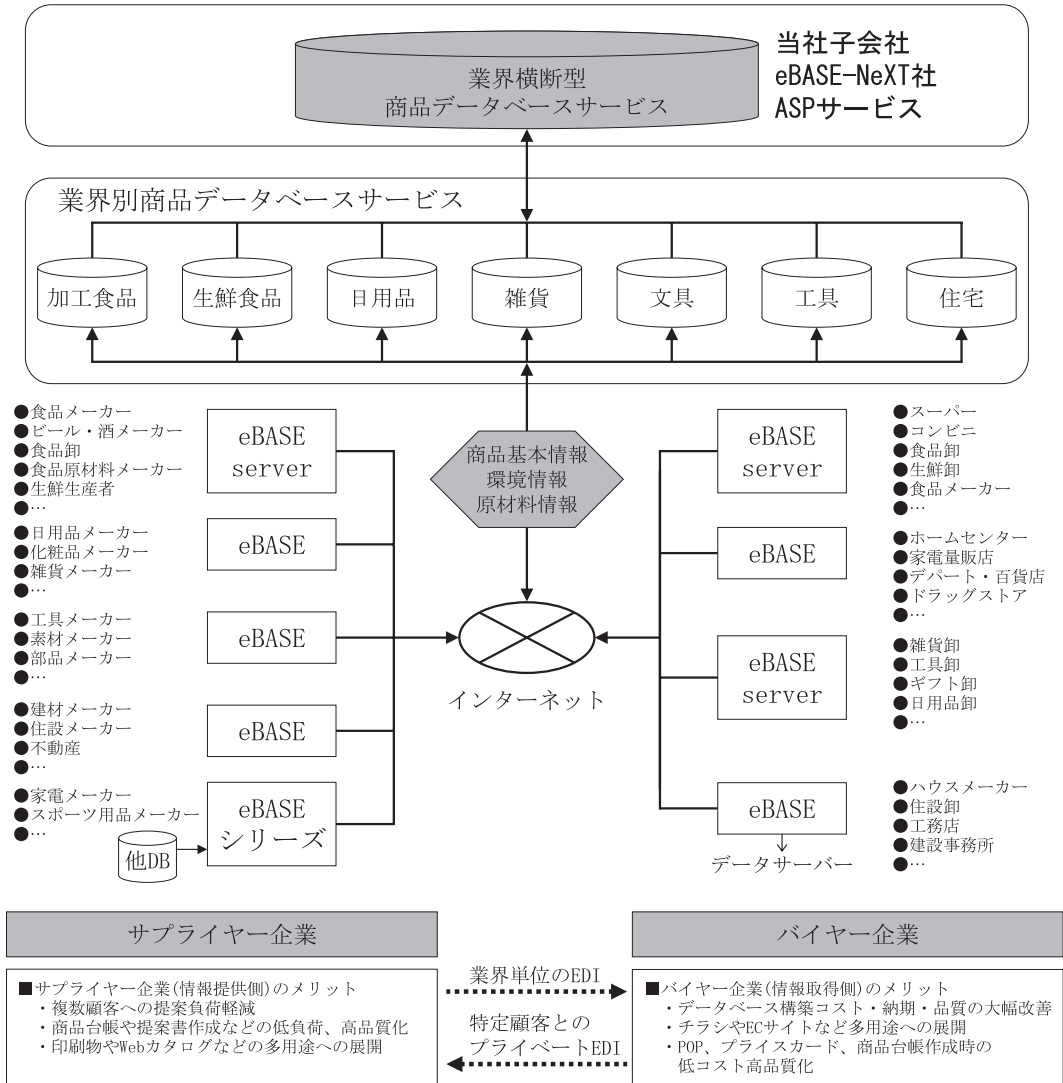 業界横断型
商品データベースサービス
当社子会社
eBASE-NeXT社
ASPサービス
業界別商品データベースサービス
加工食品
生鮮食品
日用品
雑貨
文具
工具
住宅
●食品メーカー
●ビール・酒メーカー
●食品卸
●食品原材料メーカー
●生鮮生産者
●…
eBASE
server
●日用品メーカー
●化粧品メーカー
●雑貨メーカー
●…
eBASE
●工具メーカー
●素材メーカー
●部品メーカー
●…
eBASE
●建材メーカー
●住設メーカー
●不動産
●…
eBASE
●家電メーカー
●スポーツ用品メーカー
●…
eBASE
シリーズ
他DB
商品基本情報
環境情報
原材料情報
インターネット
eBASE
server
●スーパー
●コンビニ
●食品卸
●生鮮卸
●食品メーカー
●…
eBASE
●ホームセンター
●家電量販店
●デパート・百貨店
●ドラッグストア
●…
eBASE
server
●雑貨卸
●工具卸
●ギフト卸
●日用品卸
●…
eBASE
データサーバー
●ハウスメーカー
●住設卸
●工務店
●建設事務所
●…
サプライヤー企業
■サプライヤー企業(情報提供側)のメリット
・複数顧客への提案負荷軽減
・商品台帳や提案書作成などの低負荷、高品質化
・印刷物やWebカタログなどの多用途への展開
業界単位のEDI
特定顧客との
プライベートEDI
バイヤー企業
■バイヤー企業(情報取得側)のメリット
・データベース構築コスト・納期・品質の大幅改善
・チラシやECサイトなど多用途への展開
・POP、プライスカード、商品台帳作成時の
低コスト高品質化